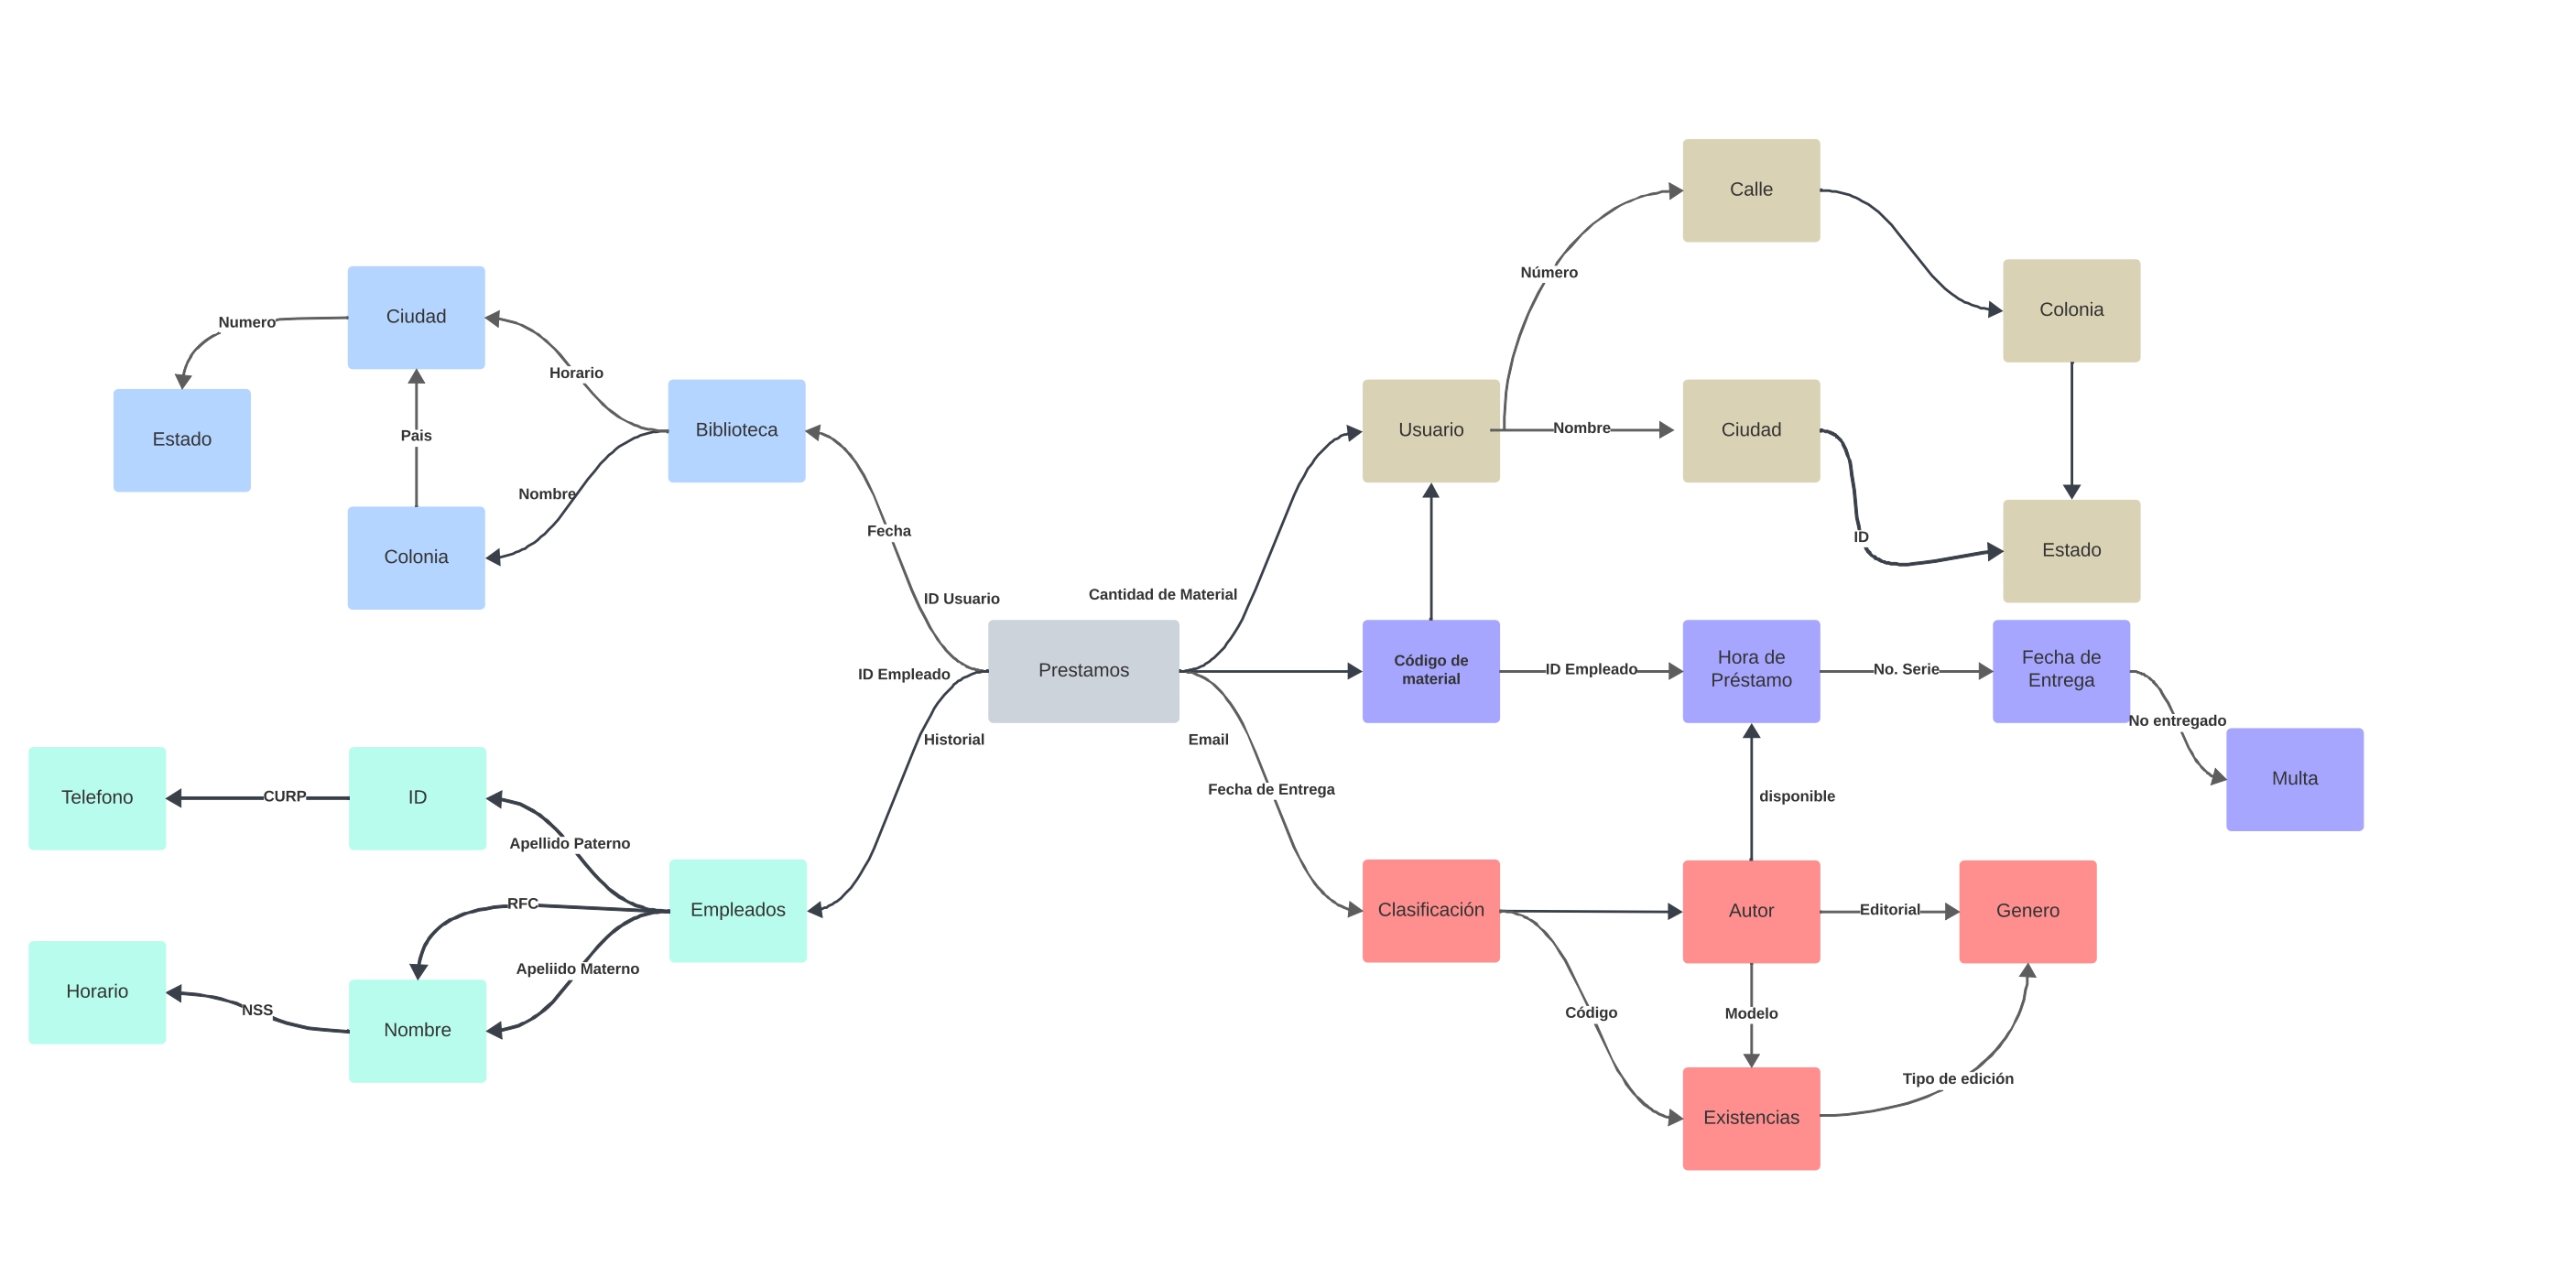 Calle
Número
Ciudad
Numero
Colonia
Horario
Estado
Pais
Biblioteca
Usuario
Nombre
Ciudad
Nombre
Fecha
ID
Colonia
Estado
ID Usuario
Cantidad de Material
ID Empleado
Prestamos
Código de
material
ID Empleado
Hora de
Préstamo
No. Serie
Fecha de
Entrega
No entregado
Historial
Email
Multa
Telefono
CURP
ID
Fecha de Entrega
disponible
Apellido Paterno
RFC
Empleados
Clasificación
Autor
Editorial
Genero
Apeliido Materno
Horario
NSS
Nombre
Código
Modelo
Tipo de edición
Existencias